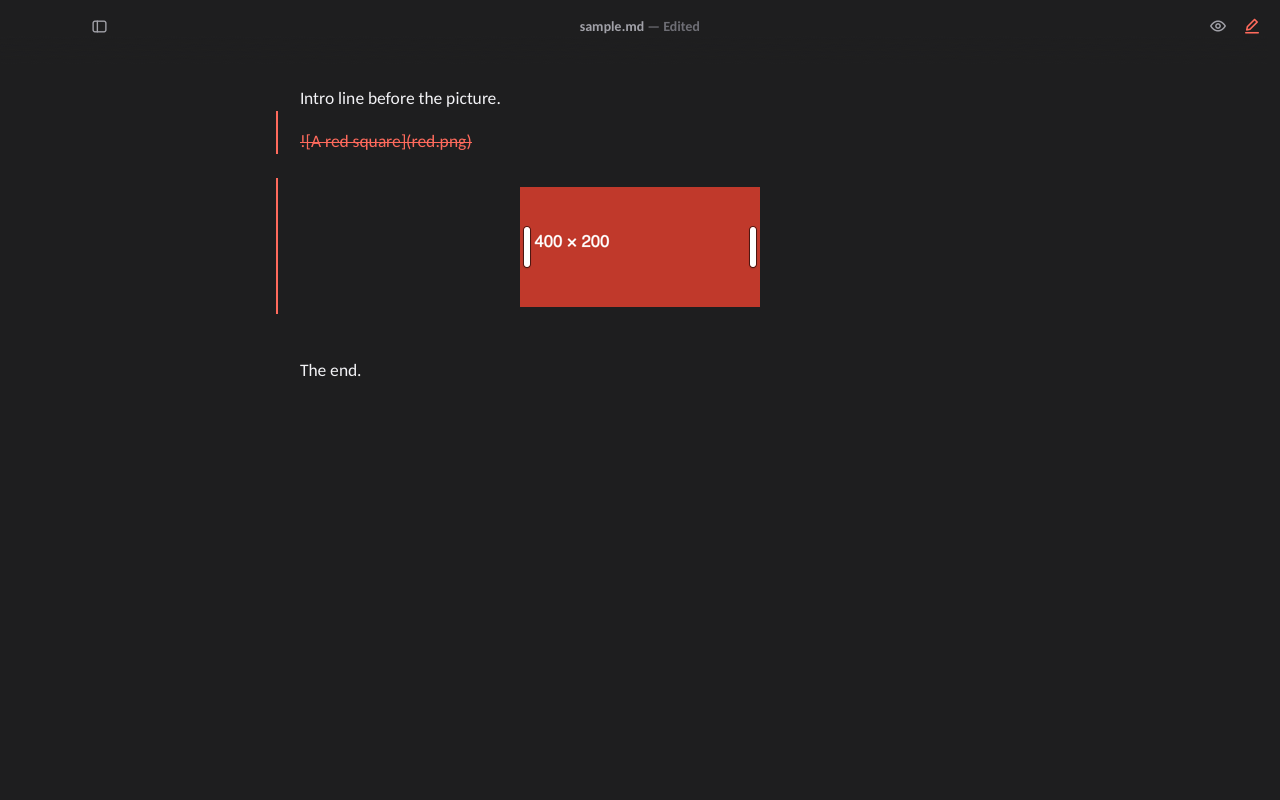 sample.md — Edited
Intro line before the picture.
![A red square](red.png)
400 × 200
The end.